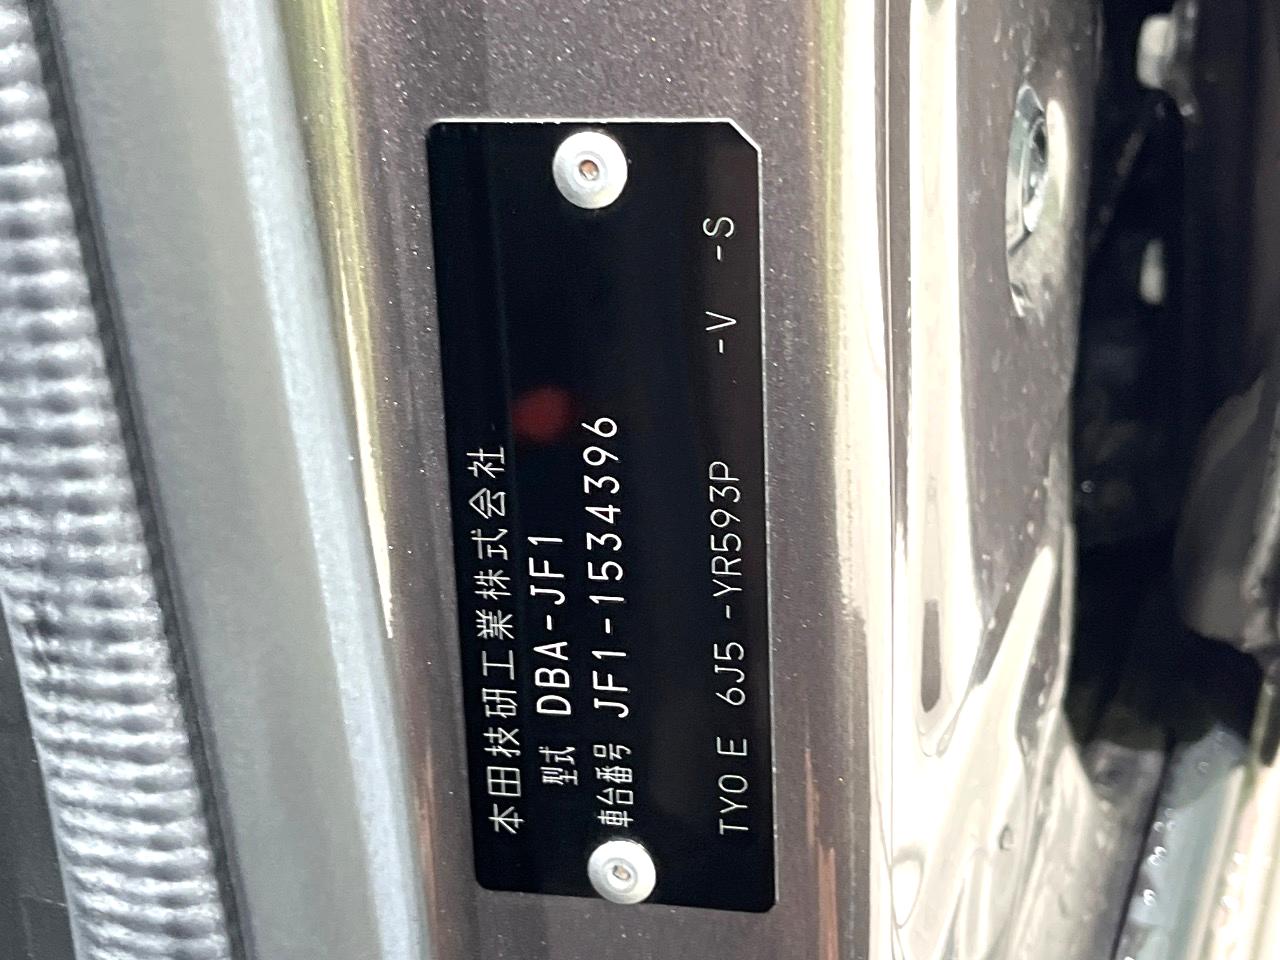 本田技研工業株式会社
型式 DBA-JF1
車台番号 JF1-1534396
TY0E 6J5-YR593P -V -S